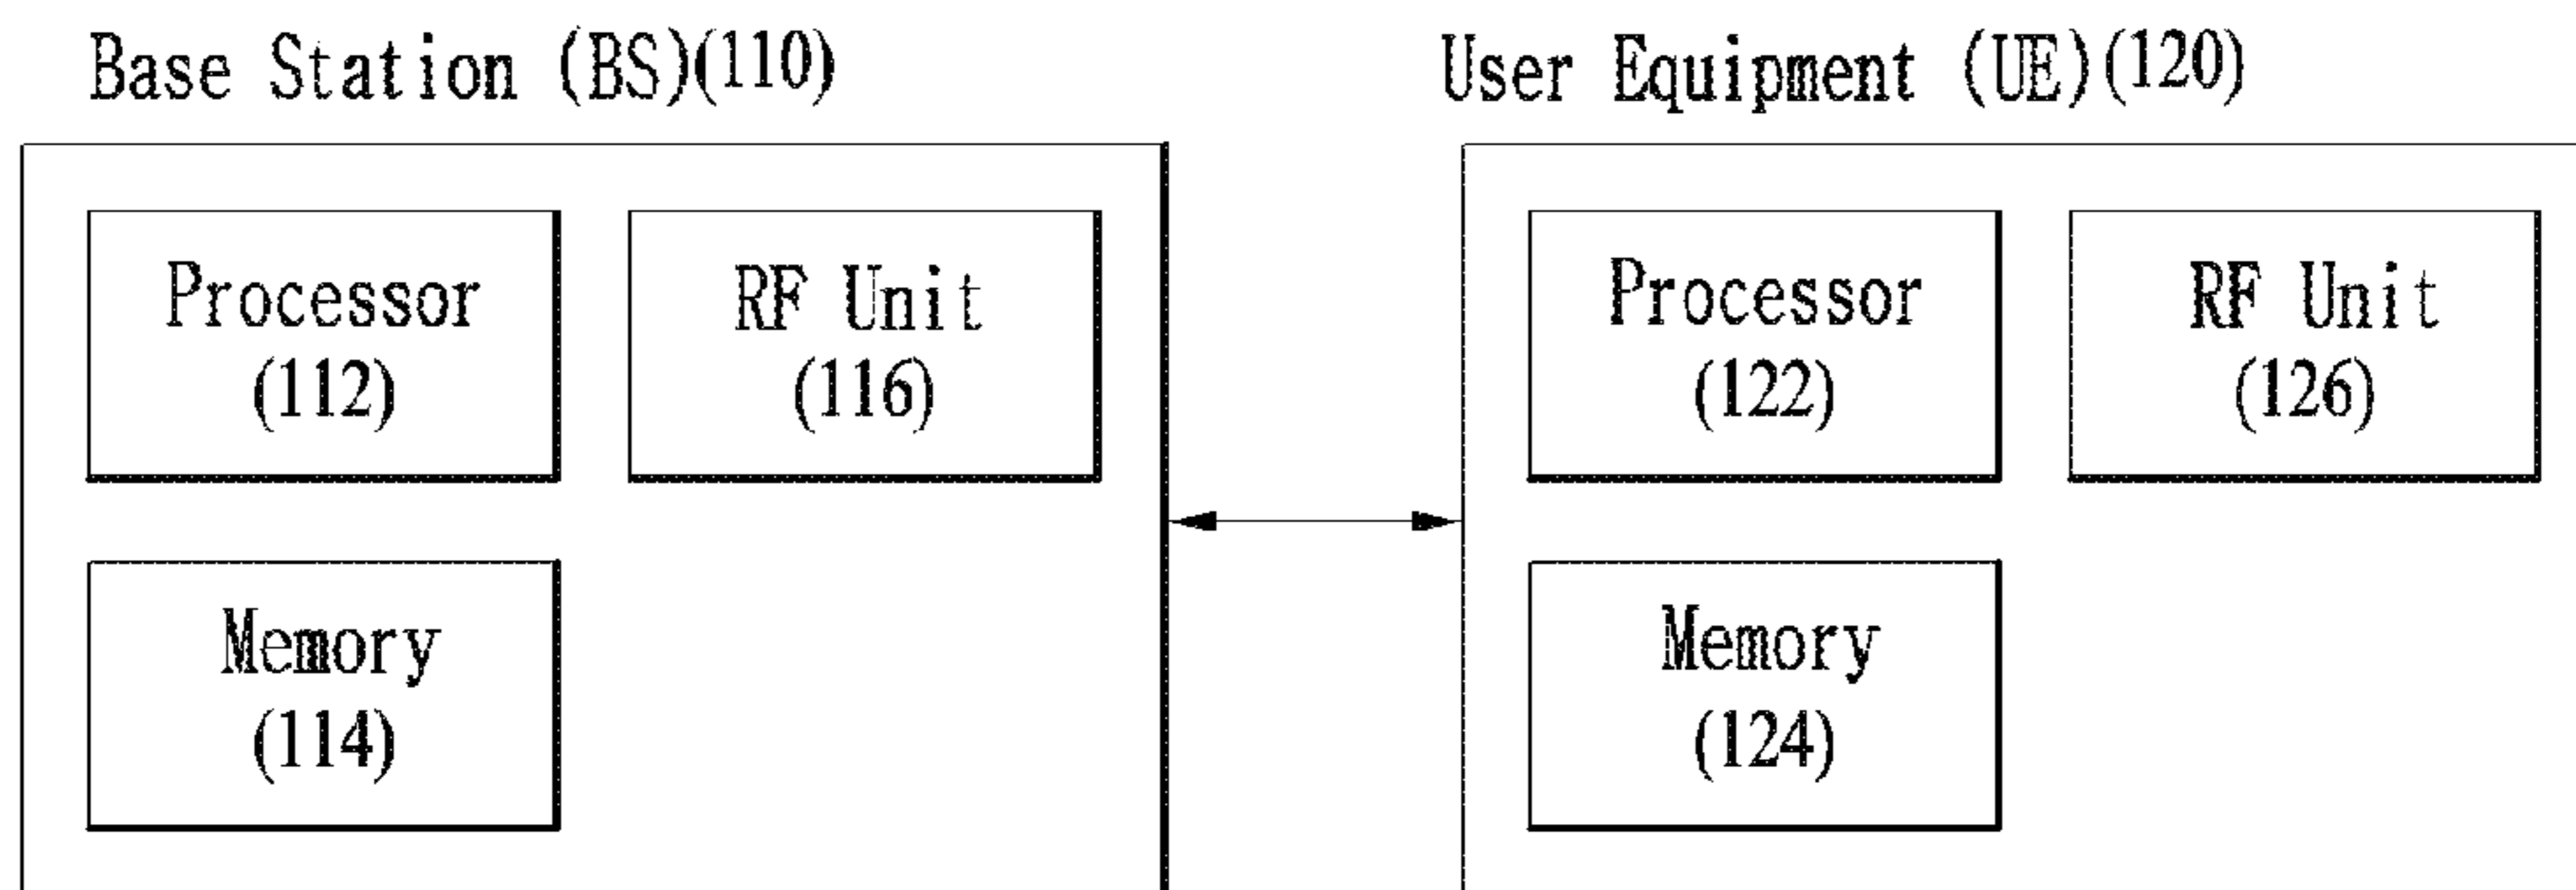 Base Station (BS)(110)
Processor
(112)
RF Unit
(116)
Memory
(114)
User Equipment (UE)(120)
Processor
(122)
RF Unit
(126)
Memory
(124)